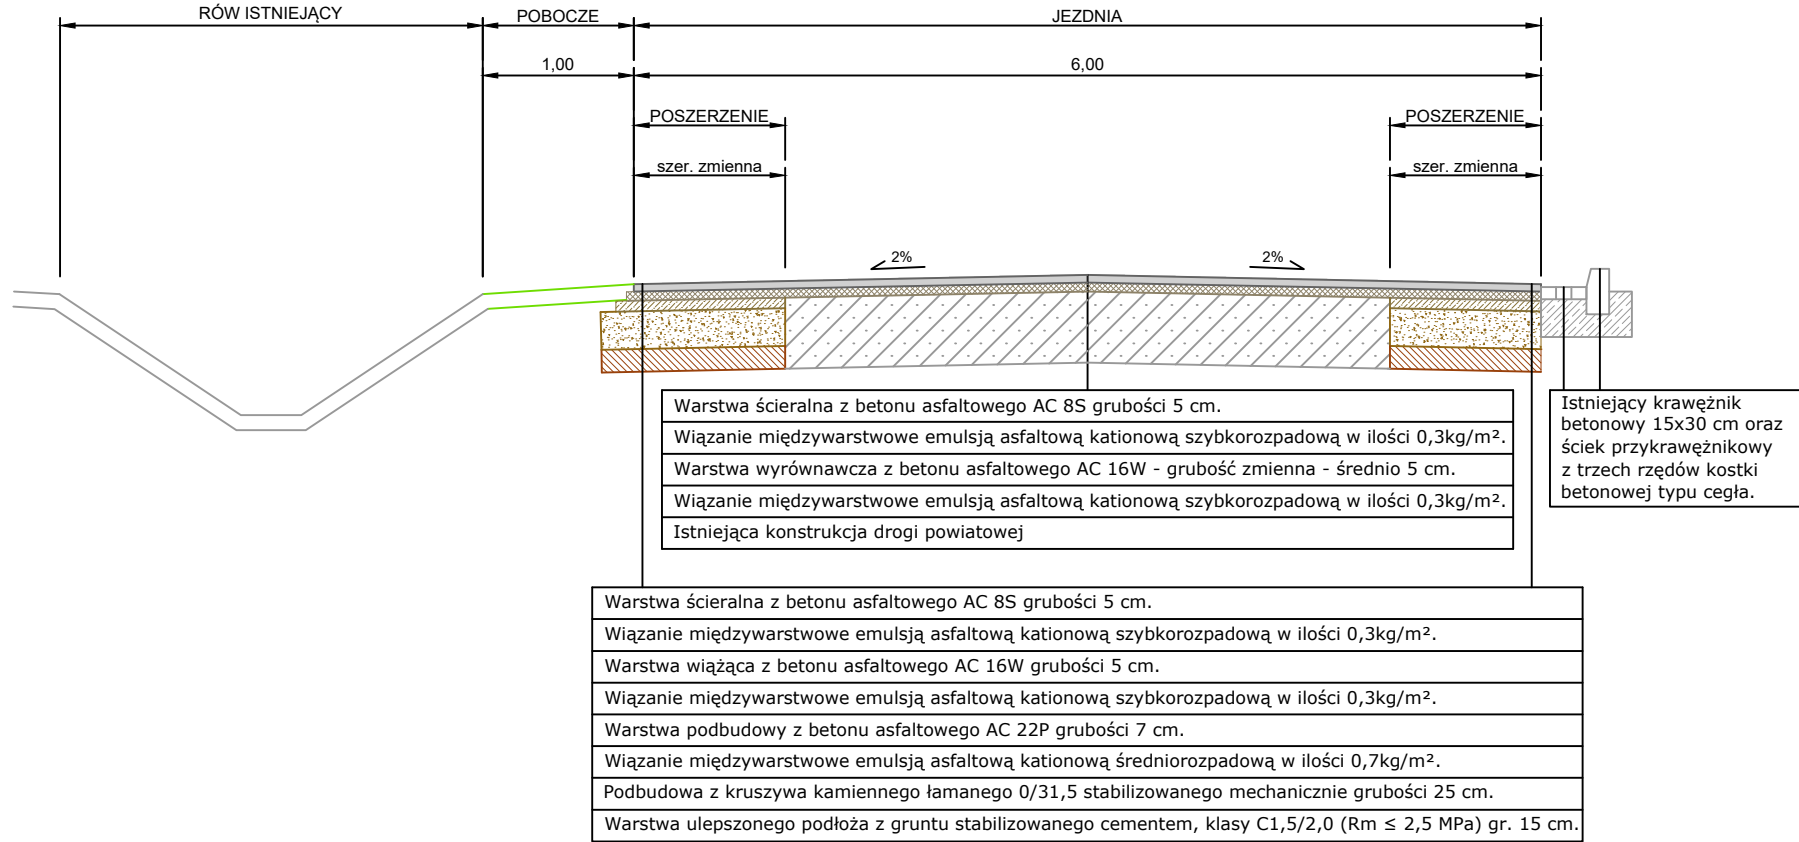 RÓW ISTNIEJĄCY
POBOCZE
JEZDNIA
1,00
6,00
POSZERZENIE
POSZERZENIE
szer. zmienna
szer. zmienna
2%
2%
Warstwa ścieralna z betonu asfaltowego AC 8S grubości 5 cm.
Wiązanie międzywarstwowe emulsją asfaltową kationową szybkorozpadową w ilości 0,3kg/m².
Warstwa wyrównawcza z betonu asfaltowego AC 16W - grubość zmienna - średnio 5 cm.
Wiązanie międzywarstwowe emulsją asfaltową kationową szybkorozpadową w ilości 0,3kg/m².
Istniejąca konstrukcja drogi powiatowej
Istniejący krawężnik
betonowy 15x30 cm oraz
ściek przykrawężnikowy
z trzech rzędów kostki
betonowej typu cegła.
Warstwa ścieralna z betonu asfaltowego AC 8S grubości 5 cm.
Wiązanie międzywarstwowe emulsją asfaltową kationową szybkorozpadową w ilości 0,3kg/m².
Warstwa wiążąca z betonu asfaltowego AC 16W grubości 5 cm.
Wiązanie międzywarstwowe emulsją asfaltową kationową szybkorozpadową w ilości 0,3kg/m².
Warstwa podbudowy z betonu asfaltowego AC 22P grubości 7 cm.
Wiązanie międzywarstwowe emulsją asfaltową kationową średniorozpadową w ilości 0,7kg/m².
Podbudowa z kruszywa kamiennego łamanego 0/31,5 stabilizowanego mechanicznie grubości 25 cm.
Warstwa ulepszonego podłoża z gruntu stabilizowanego cementem, klasy C1,5/2,0 (Rm ≤ 2,5 MPa) gr. 15 cm.